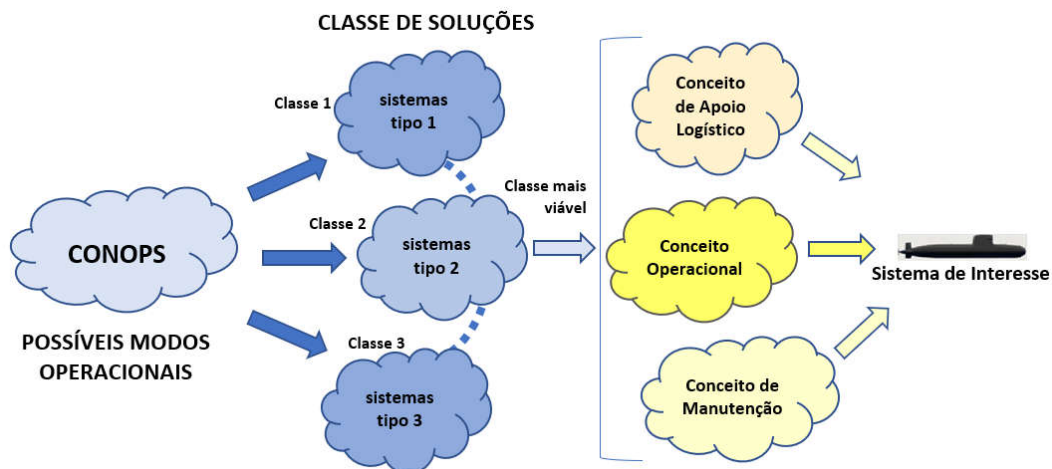 CLASSE DE SOLUÇÕES
Classe 1
sistemas
tipo 1
Conceito
de Apoio
Logístico
CONOPS
POSSÍVEIS MODOS
OPERACIONAIS
Classe 2
sistemas
tipo 2
Classe mais
viável
Conceito
Operacional
Sistema de Interesse
Classe 3
sistemas
tipo 3
Conceito de
Manutenção